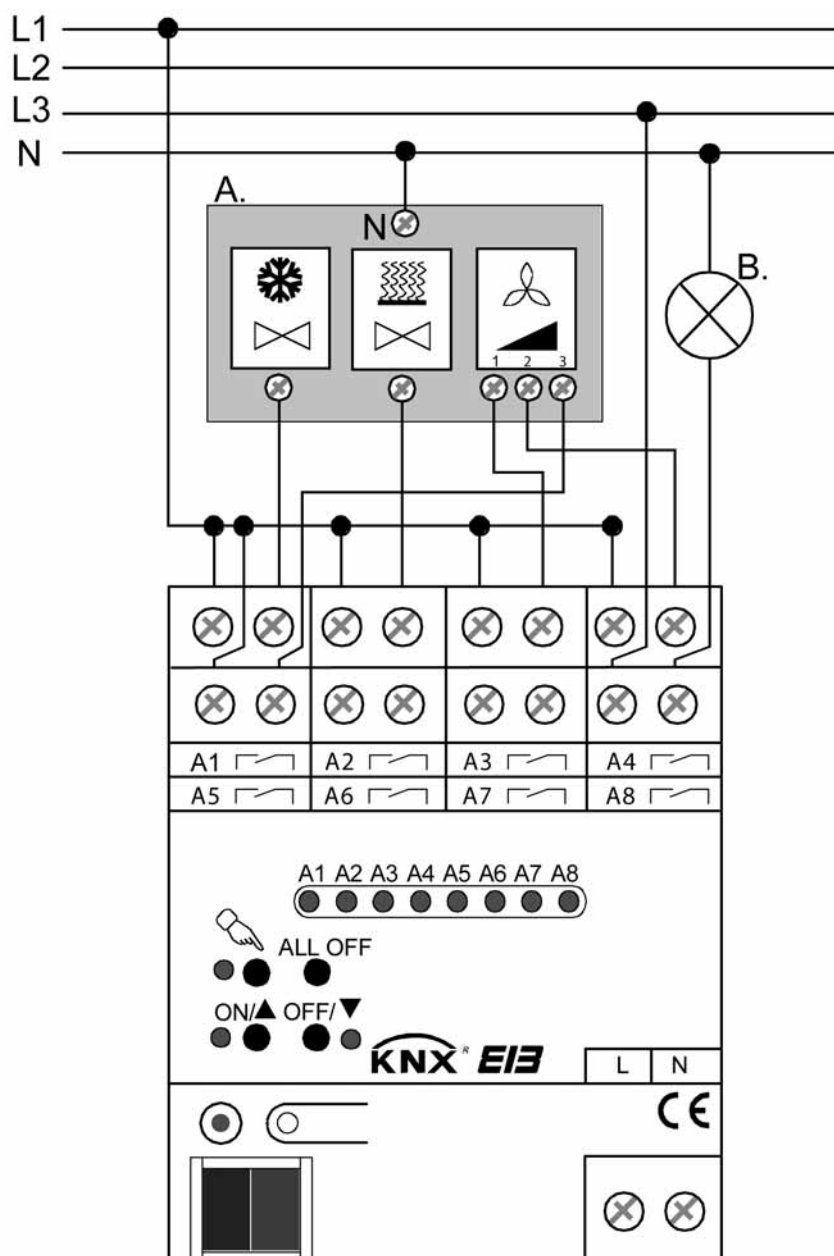 L1
L2
L3
N
A.
N
B.
1 2 3
A1 A2 A3 A4
A5 A6 A7 A8
A1 A2 A3 A4 A5 A6 A7 A8
ALL OFF
ON/▲ OFF/▼
KNX® EIB
L N
CE